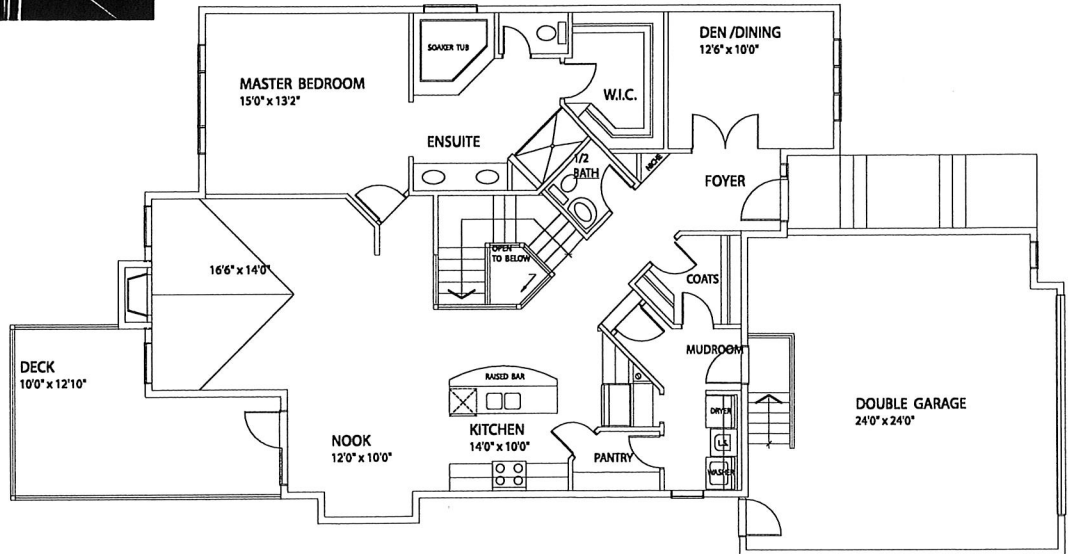 SOAKER TUB
DEN /DINING
12'6" x 10'0"
MASTER BEDROOM
15'0" x 13'2"
W.I.C.
ENSUITE
1/2
BATH
NICHE
FOYER
OPEN
TO BELOW
16'6" x 14'0"
COATS
MUDROOM
DECK
10'0" x 12'10"
RAISED BAR
DRYER
DOUBLE GARAGE
24'0" x 24'0"
KITCHEN
14'0" x 10'0"
NOOK
12'0" x 10'0"
L.S.
PANTRY
WASHER